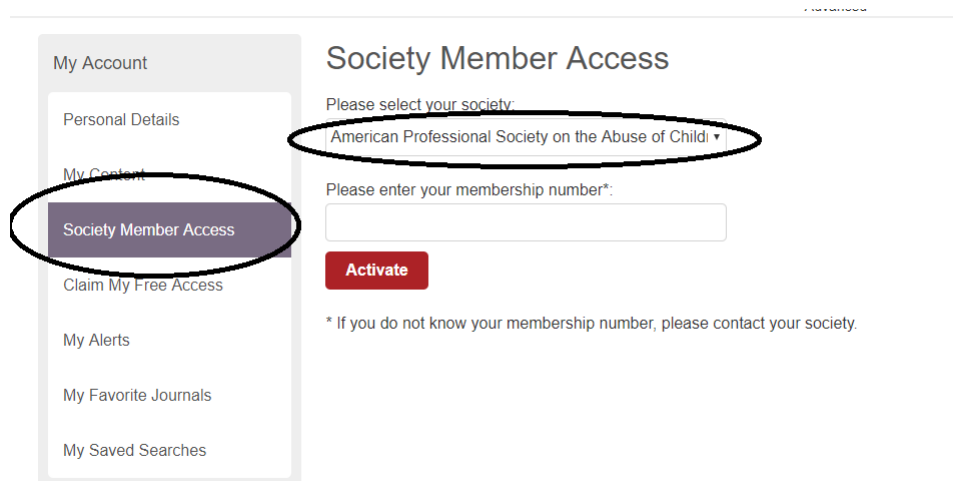 My Account
Personal Details
My Content
Society Member Access
Claim My Free Access
My Alerts
My Favorite Journals
My Saved Searches
Society Member Access
Please select your society:
American Professional Society on the Abuse of Child
Please enter your membership number*:
Activate
* If you do not know your membership number, please contact your society.